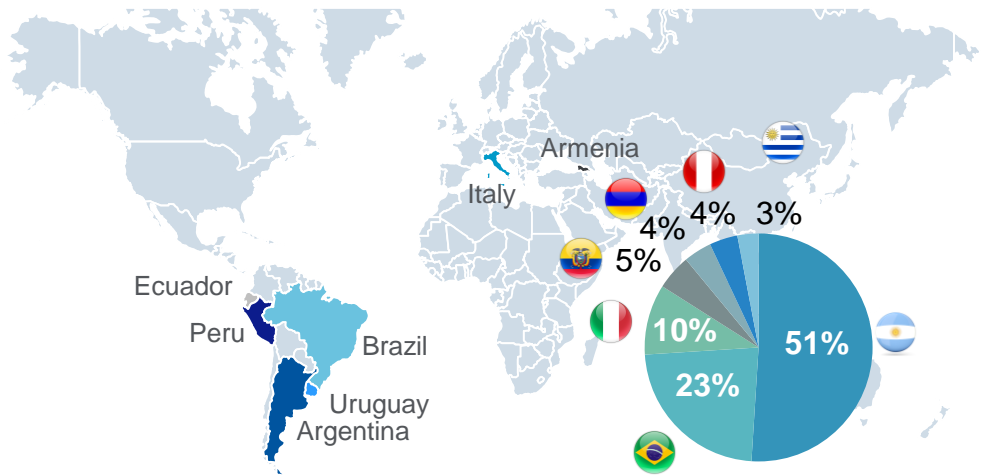 Armenia
Italy
4%
4%
3%
5%
Ecuador
Peru
Brazil
10%
51%
23%
Uruguay
Argentina